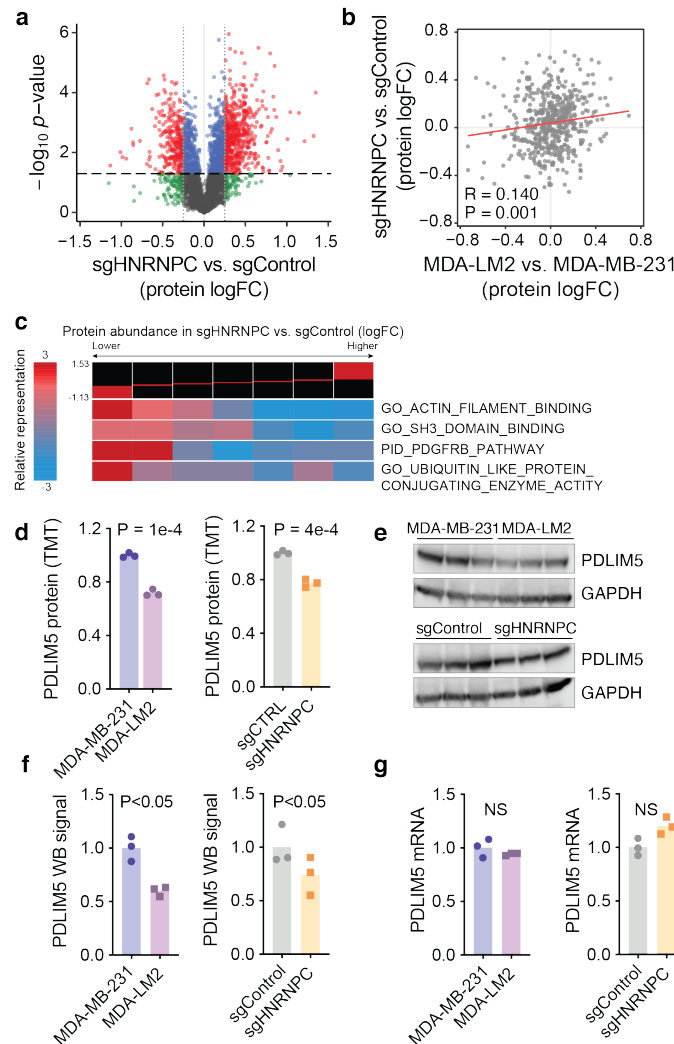 a
6
4
2
0
−log10 p−value
−1.5 −1.0 −0.5 0.0 0.5 1.0 1.5
sgHNRNPC vs. sgControl
(protein logFC)
b
0.8
0.4
0.0
−0.4
−0.8
sgHNRNPC vs. sgControl
(protein logFC)
R = 0.140
P = 0.001
−0.8 −0.4 0.0 0.4 0.8
MDA-LM2 vs. MDA-MB-231
(protein logFC)
c
Protein abundance in sgHNRNPC vs. sgControl (logFC)
Lower Higher
3
-3
Relative representation
1.53
-1.13
GO_ACTIN_FILAMENT_BINDING
GO_SH3_DOMAIN_BINDING
PID_PDGFRB_PATHWAY
GO_UBIQUITIN_LIKE_PROTEIN_
CONJUGATING_ENZYME_ACTITY
d
PDLIM5 protein (TMT)
1.2
0.8
0.4
0.0
P = 1e-4
MDA-MB-231
MDA-LM2
PDLIM5 protein (TMT)
1.2
0.8
0.4
0.0
P = 4e-4
sgCTRL
sgHNRNPC
e
MDA-MB-231 MDA-LM2
PDLIM5
GAPDH
sgControl sgHNRNPC
PDLIM5
GAPDH
f
PDLIM5 WB signal
1.5
1.0
0.5
0.0
P<0.05
MDA-MB-231
MDA-LM2
PDLIM5 WB signal
1.5
1.0
0.5
0.0
P<0.05
sgControl
sgHNRNPC
g
PDLIM5 mRNA
1.5
1.0
0.5
0.0
NS
MDA-MB-231
MDA-LM2
PDLIM5 mRNA
1.5
1.0
0.5
0.0
NS
sgControl
sgHNRNPC